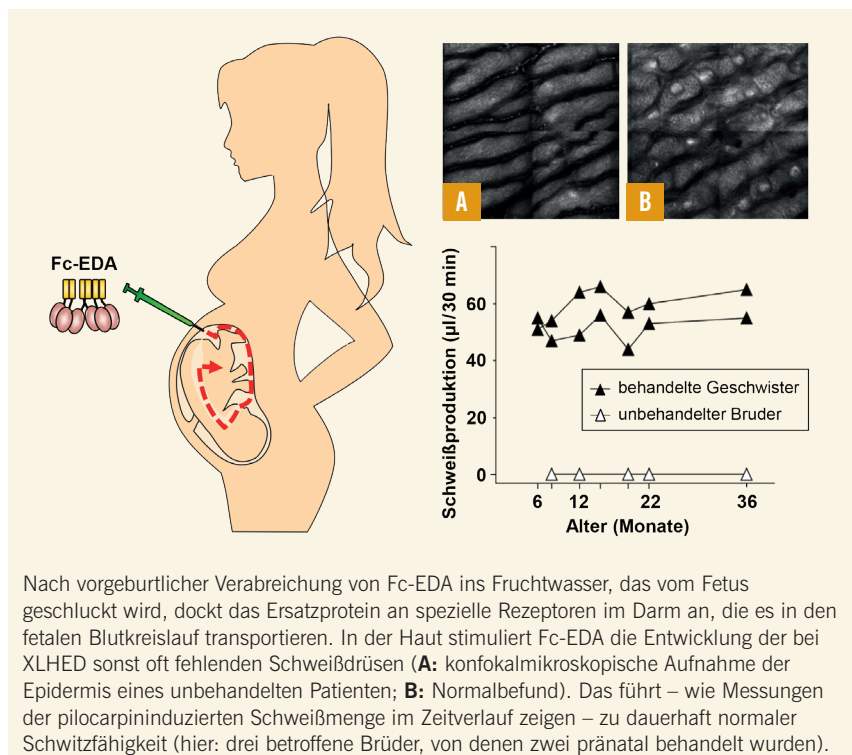 Fc-EDA
A
B
Schweißproduktion (µl/30 min)
60
40
20
0
behandelte Geschwister
unbehandelter Bruder
6 12 22 36
Alter (Monate)
Nach vorgeburtlicher Verabreichung von Fc-EDA ins Fruchtwasser, das vom Fetus
geschluckt wird, dockt das Ersatzprotein an spezielle Rezeptoren im Darm an, die es in den
fetalen Blutkreislauf transportieren. In der Haut stimuliert Fc-EDA die Entwicklung der bei
XLHED sonst oft fehlenden Schweißdrüsen (A: konfokalmikroskopische Aufnahme der
Epidermis eines unbehandelten Patienten; B: Normalbefund). Das führt – wie Messungen
der pilocarpininduzierten Schweißmenge im Zeitverlauf zeigen – zu dauerhaft normaler
Schwitzfähigkeit (hier: drei betroffene Brüder, von denen zwei pränatal behandelt wurden).